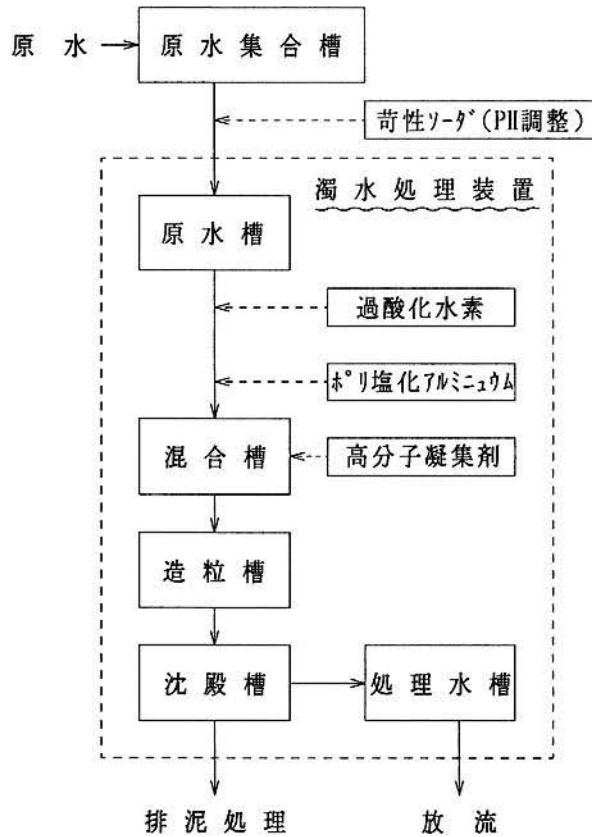 原水
原水集合槽
苛性ソーダ(PH調整)
濁水処理装置
原水槽
過酸化水素
ポリ塩化アルミニュウム
混合槽
高分子凝集剤
造粒槽
沈殿槽
処理水槽
排泥処理
放流